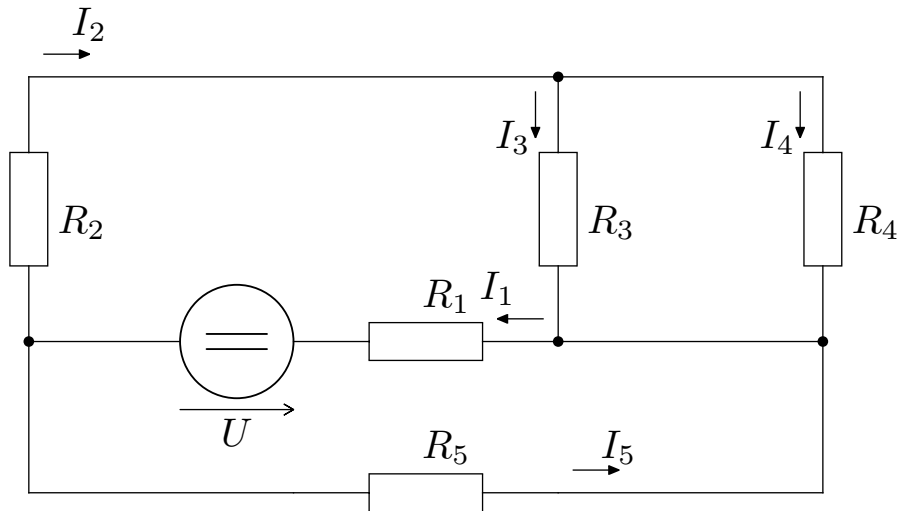 I₂
I₃
I₄
R₂
R₃
R₄
R₁
I₁
U
R₅
I₅